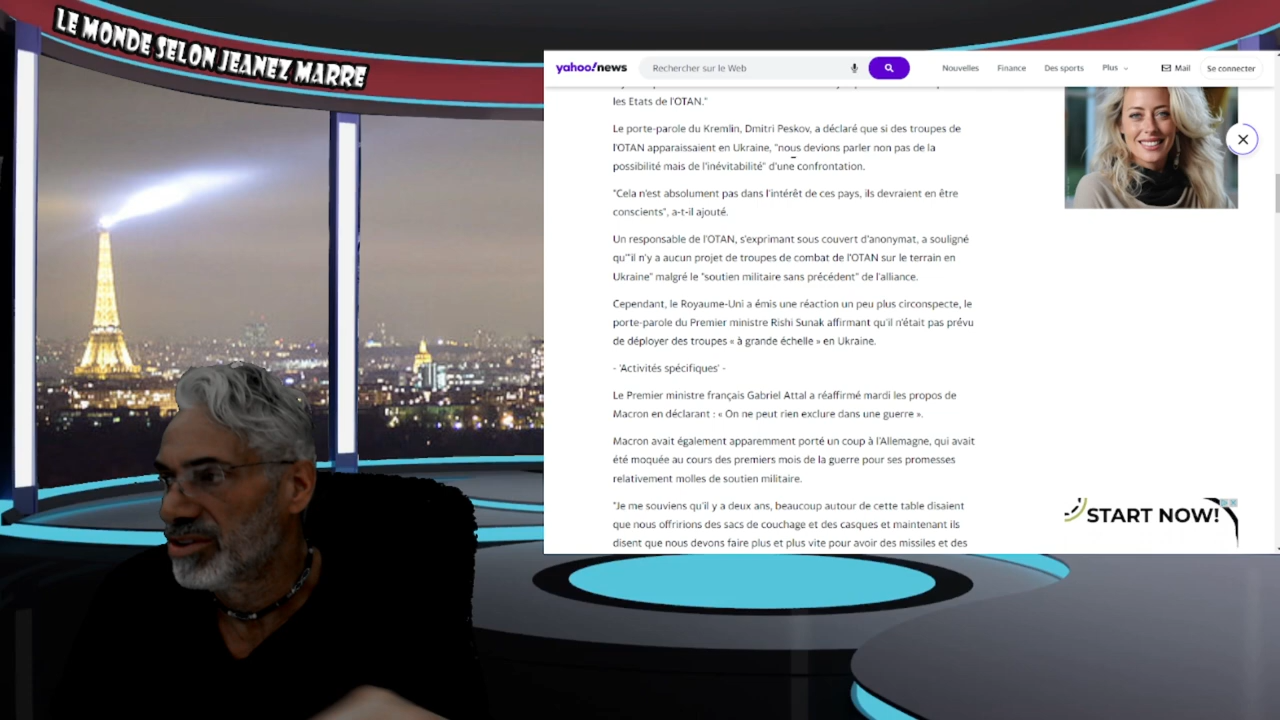 LE MONDE SELON JEANEZ MARRE
yahoo!news
Rechercher sur le Web
Nouvelles
Finance
Des sports
Plus
Mail
Se connecter
les Etats de l'OTAN."
Le porte-parole du Kremlin, Dmitri Peskov, a déclaré que si des troupes de
l'OTAN apparaissaient en Ukraine, "nous devions parler non pas de la
possibilité mais de l'inévitabilité" d'une confrontation.
"Cela n'est absolument pas dans l'intérêt de ces pays, ils devraient en être
conscients", a-t-il ajouté.
Un responsable de l'OTAN, s'exprimant sous couvert d'anonymat, a souligné
qu'"il n'y a aucun projet de troupes de combat de l'OTAN sur le terrain en
Ukraine" malgré le "soutien militaire sans précédent" de l'alliance.
Cependant, le Royaume-Uni a émis une réaction un peu plus circonspecte, le
porte-parole du Premier ministre Rishi Sunak affirmant qu'il n'était pas prévu
de déployer des troupes « à grande échelle » en Ukraine.
- 'Activités spécifiques' -
Le Premier ministre français Gabriel Attal a réaffirmé mardi les propos de
Macron en déclarant : « On ne peut rien exclure dans une guerre ».
Macron avait également apparemment porté un coup à l'Allemagne, qui avait
été moquée au cours des premiers mois de la guerre pour ses promesses
relativement molles de soutien militaire.
"Je me souviens qu'il y a deux ans, beaucoup autour de cette table disaient
que nous offririons des sacs de couchage et des casques et maintenant ils
disent que nous devons faire plus et plus vite pour avoir des missiles et des
START NOW!